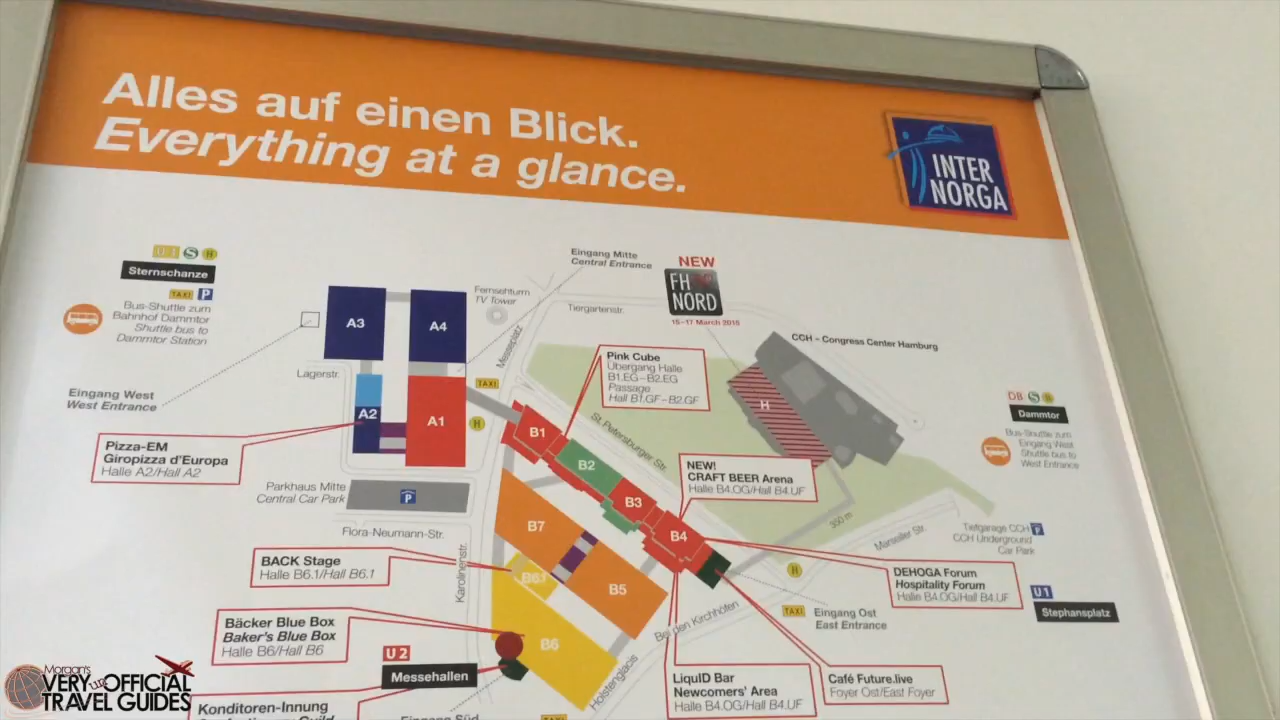 Alles auf einen Blick.
Everything at a glance.
INTER
NORGA
Sternschanze
TAXI P
Bus-Shuttle zum
Bahnhof Dammtor
Shuttle bus to
Dammtor Station
Eingang West
West Entrance
Lagerstr.
A3
A4
A2
A1
Fernsehturm
TV Tower
Messeplatz
Eingang Mitte
Central Entrance
NEW
FH
NORD
15–17 March 2015
Tiergartenstr.
CCH – Congress Center Hamburg
H
TAXI
H
Pink Cube
Übergang Halle
B1.EG–B2.EG
Passage
Hall B1.GF–B2.GF
St. Petersburger Str.
Pizza-EM
Giropizza d'Europa
Halle A2/Hall A2
Parkhaus Mitte
Central Car Park
P
Flora-Neumann-Str.
Karolinenstr.
B1
B2
B3
B4
B7
B5
B6.1
B6
NEW!
CRAFT BEER Arena
Halle B4.OG/Hall B4.UF
DB S H
Dammtor
Bus-Shuttle zum
Eingang West
Shuttle bus to
West Entrance
350 m
Marseiller Str.
Tiefgarage CCH P
CCH Underground
Car Park
BACK Stage
Halle B6.1/Hall B6.1
DEHOGA Forum
Hospitality Forum
Halle B4.OG/Hall B4.UF
U1
Stephansplatz
H
TAXI
Eingang Ost
East Entrance
Bei den Kirchhöfen
Holstenglacis
Bäcker Blue Box
Baker's Blue Box
Halle B6/Hall B6
U2
Messehallen
LiquID Bar
Newcomers' Area
Halle B4.OG/Hall B4.UF
Café Future.live
Foyer Ost/East Foyer
Konditoren-Innung
Confectionery Guild
Eingang Süd
TAXI
Morgan's
VERY unOFFICIAL
TRAVEL GUIDES